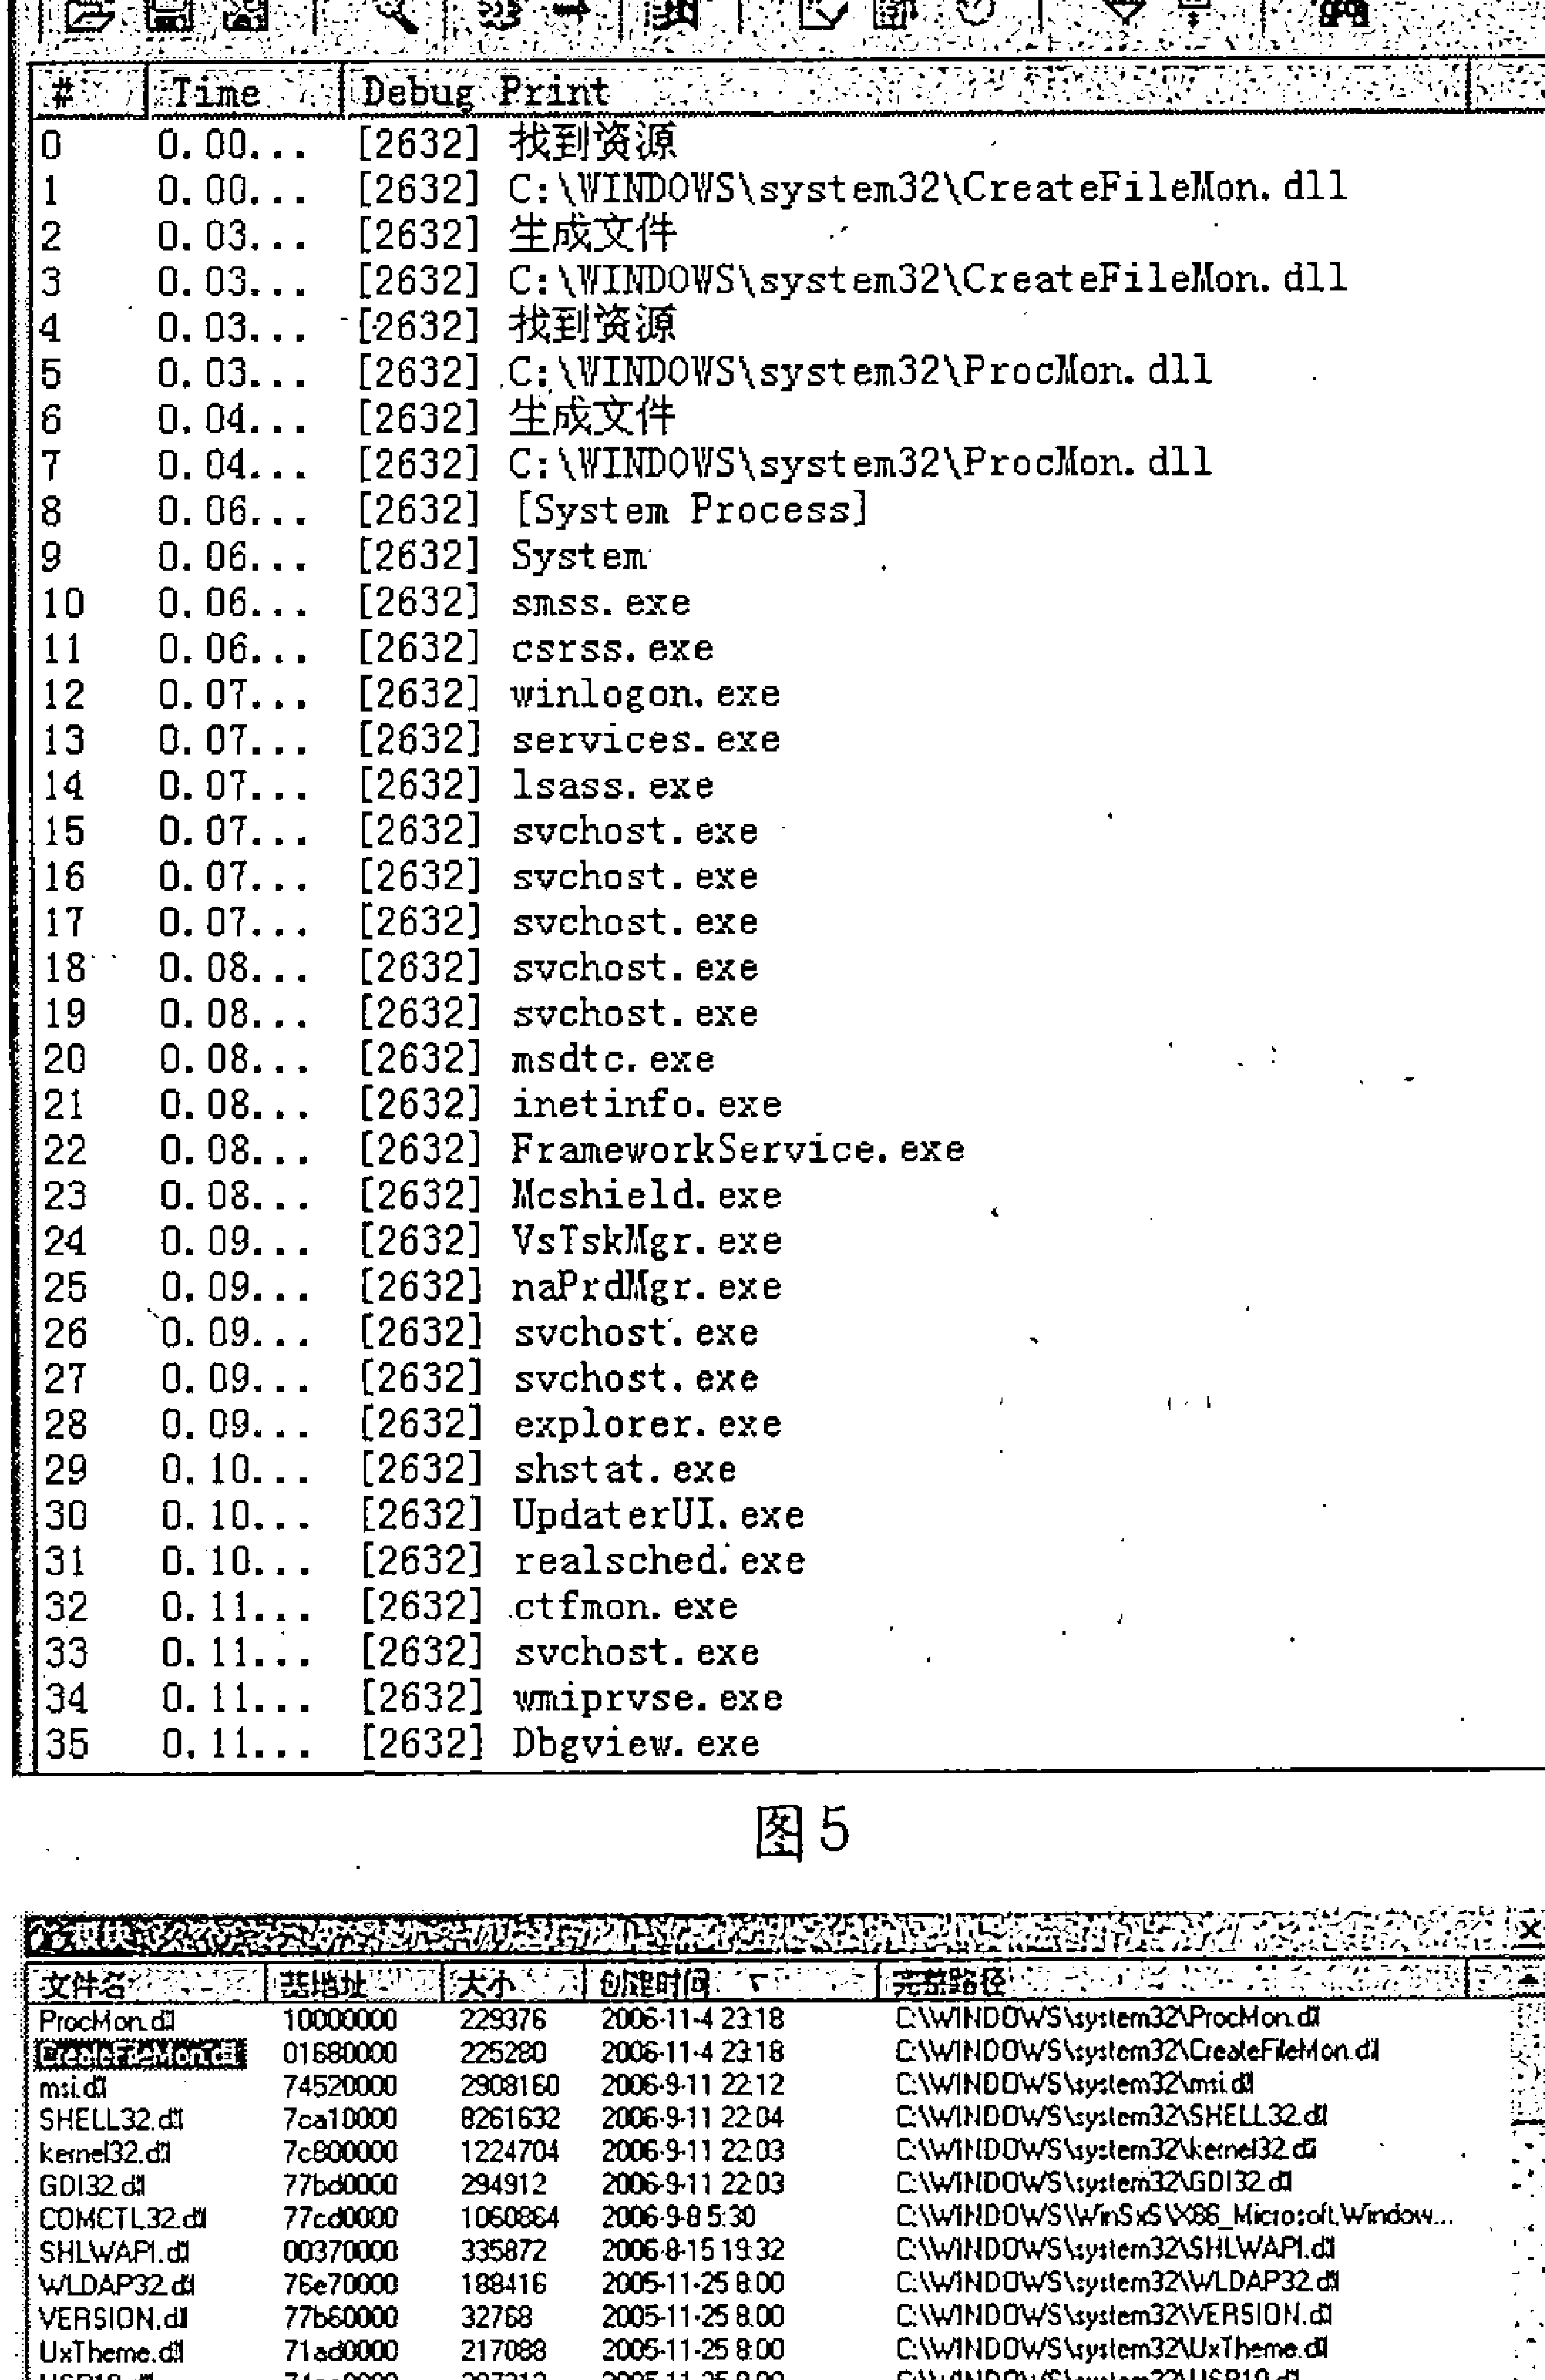 # Time Debug Print
0 0.00... [2632] 找到资源
1 0.00... [2632] C:\WINDOWS\system32\CreateFileMon.dll
2 0.03... [2632] 生成文件
3 0.03... [2632] C:\WINDOWS\system32\CreateFileMon.dll
4 0.03... [2632] 找到资源
5 0.03... [2632] C:\WINDOWS\system32\ProcMon.dll
6 0.04... [2632] 生成文件
7 0.04... [2632] C:\WINDOWS\system32\ProcMon.dll
8 0.06... [2632] [System Process]
9 0.06... [2632] System
10 0.06... [2632] smss.exe
11 0.06... [2632] csrss.exe
12 0.07... [2632] winlogon.exe
13 0.07... [2632] services.exe
14 0.07... [2632] lsass.exe
15 0.07... [2632] svchost.exe
16 0.07... [2632] svchost.exe
17 0.07... [2632] svchost.exe
18 0.08... [2632] svchost.exe
19 0.08... [2632] svchost.exe
20 0.08... [2632] msdtc.exe
21 0.08... [2632] inetinfo.exe
22 0.08... [2632] FrameworkService.exe
23 0.08... [2632] Mcshield.exe
24 0.09... [2632] VsTskMgr.exe
25 0.09... [2632] naPrdMgr.exe
26 0.09... [2632] svchost.exe
27 0.09... [2632] svchost.exe
28 0.09... [2632] explorer.exe
29 0.10... [2632] shstat.exe
30 0.10... [2632] UpdaterUI.exe
31 0.10... [2632] realsched.exe
32 0.11... [2632] ctfmon.exe
33 0.11... [2632] svchost.exe
34 0.11... [2632] wmiprvse.exe
35 0.11... [2632] Dbgview.exe
图5
文件名 基地址 大小 创建时间 完整路径
ProcMon.dll 10000000 229376 2006-11-4 23:18 C:\WINDOWS\system32\ProcMon.dll
CreateFileMon.dll 01680000 225280 2006-11-4 23:18 C:\WINDOWS\system32\CreateFileMon.dll
msi.dll 74520000 2908160 2006-9-11 22:12 C:\WINDOWS\system32\msi.dll
SHELL32.dll 7ca10000 8261632 2006-9-11 22:04 C:\WINDOWS\system32\SHELL32.dll
kernel32.dll 7c800000 1224704 2006-9-11 22:03 C:\WINDOWS\system32\kernel32.dll
GDI32.dll 77bd0000 294912 2006-9-11 22:03 C:\WINDOWS\system32\GDI32.dll
COMCTL32.dll 77cd0000 1060864 2006-9-8 5:30 C:\WINDOWS\WinSxS\X86_Microsoft.Window...
SHLWAPI.dll 00370000 335872 2006-8-15 19:32 C:\WINDOWS\system32\SHLWAPI.dll
WLDAP32.dll 76e70000 188416 2005-11-25 8:00 C:\WINDOWS\system32\WLDAP32.dll
VERSION.dll 77b60000 32768 2005-11-25 8:00 C:\WINDOWS\system32\VERSION.dll
UxTheme.dll 71ad0000 217088 2005-11-25 8:00 C:\WINDOWS\system32\UxTheme.dll